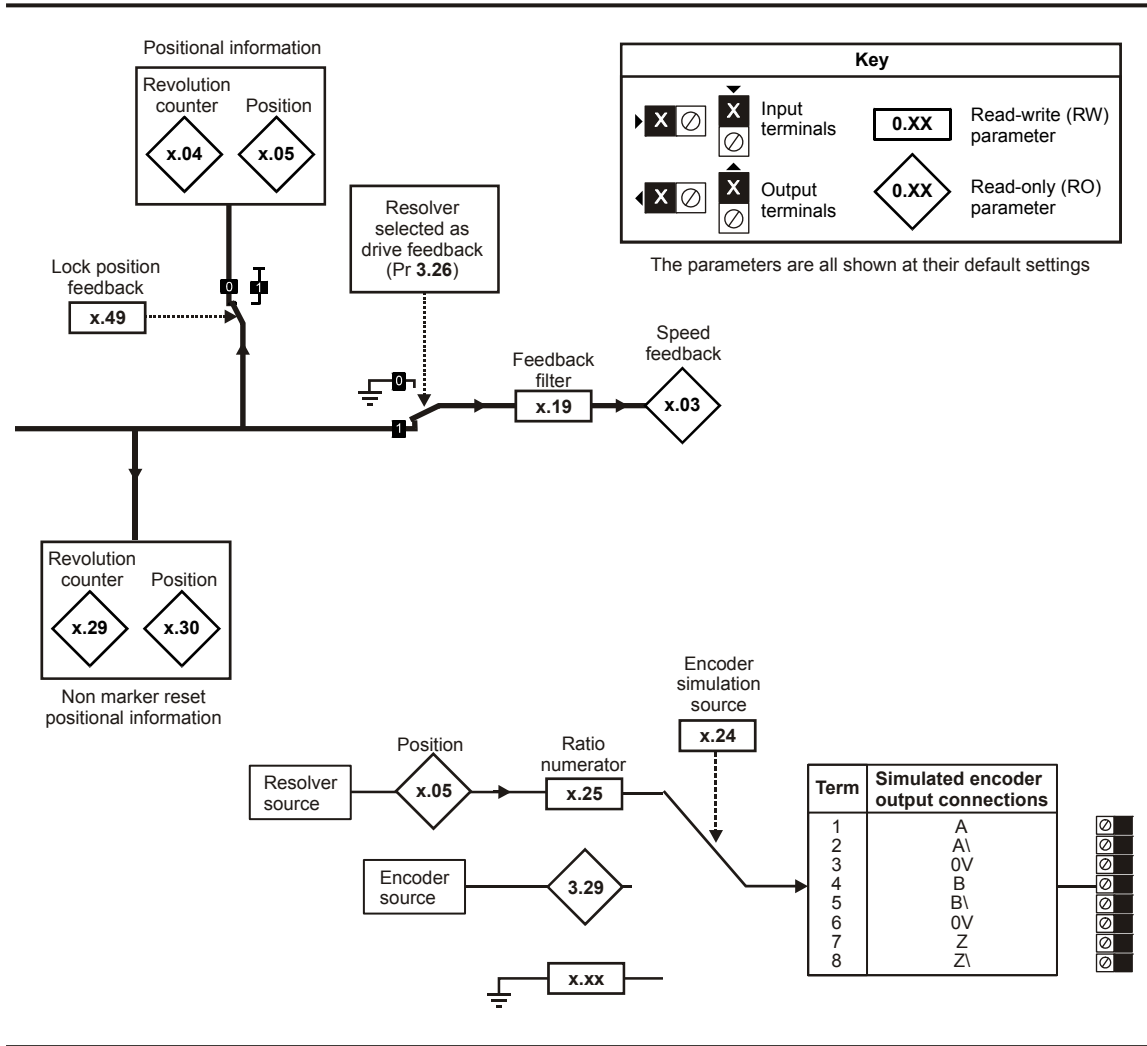 Positional information
Revolution
counter
Position
x.04
x.05
Lock position
feedback
x.49
0
1
Resolver
selected as
drive feedback
(Pr 3.26)
0
1
Feedback
filter
x.19
Speed
feedback
x.03
Key
X
X
Input
terminals
0.XX
Read-write (RW)
parameter
X
X
Output
terminals
0.XX
Read-only (RO)
parameter
The parameters are all shown at their default settings
Revolution
counter
Position
x.29
x.30
Non marker reset
positional information
Resolver
source
Position
x.05
Ratio
numerator
x.25
Encoder
simulation
source
x.24
Encoder
source
3.29
x.xx
Term Simulated encoder
output connections
1 A
2 A\
3 0V
4 B
5 B\
6 0V
7 Z
8 Z\